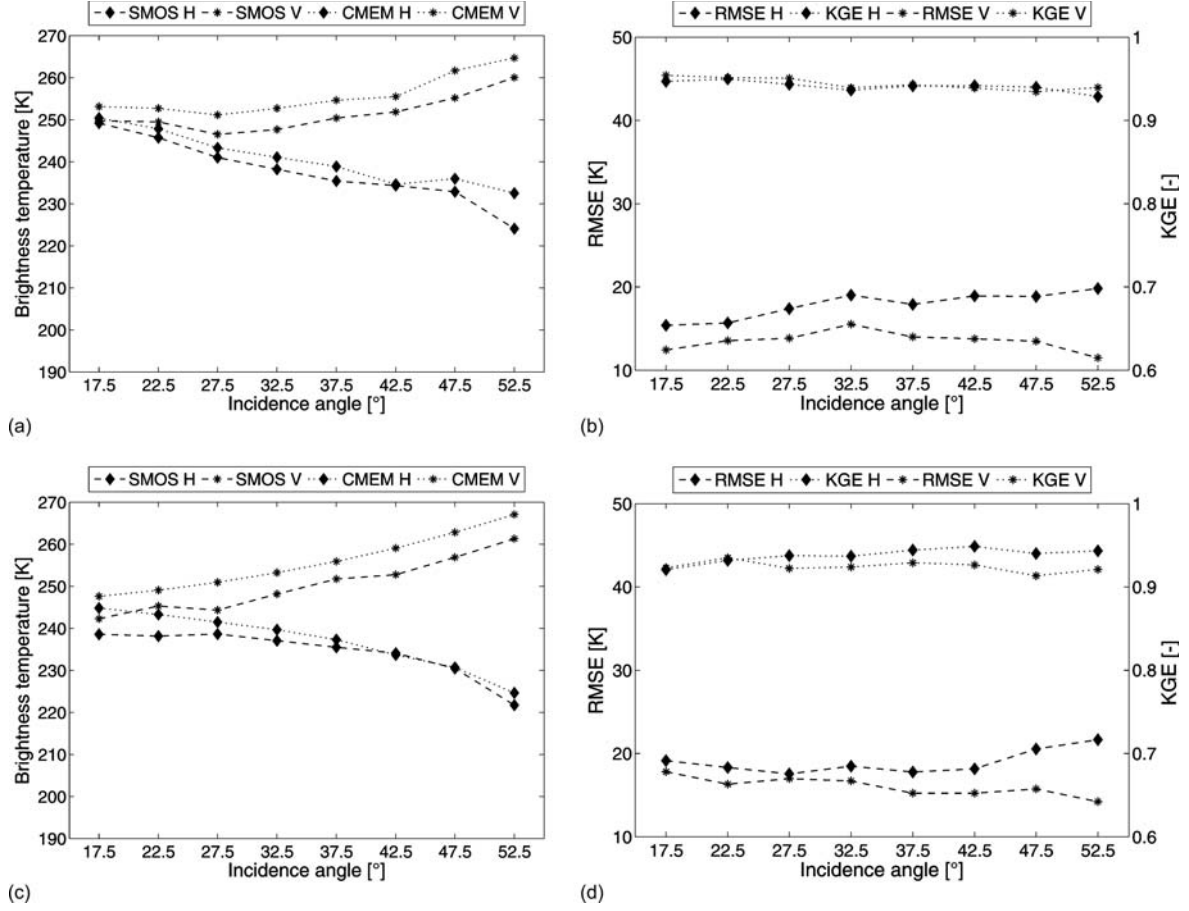 SMOS H SMOS V CMEM H CMEM V
270
260
250
240
230
220
210
200
190
Brightness temperature [K]
17.5 22.5 27.5 32.5 37.5 42.5 47.5 52.5
Incidence angle [°]
(a)
RMSE H KGE H RMSE V KGE V
50
40
30
20
10
RMSE [K]
1
0.9
0.8
0.7
0.6
KGE [-]
17.5 22.5 27.5 32.5 37.5 42.5 47.5 52.5
Incidence angle [°]
(b)
SMOS H SMOS V CMEM H CMEM V
270
260
250
240
230
220
210
200
190
Brightness temperature [K]
17.5 22.5 27.5 32.5 37.5 42.5 47.5 52.5
Incidence angle [°]
(c)
RMSE H KGE H RMSE V KGE V
50
40
30
20
10
RMSE [K]
1
0.9
0.8
0.7
0.6
KGE [-]
17.5 22.5 27.5 32.5 37.5 42.5 47.5 52.5
Incidence angle [°]
(d)